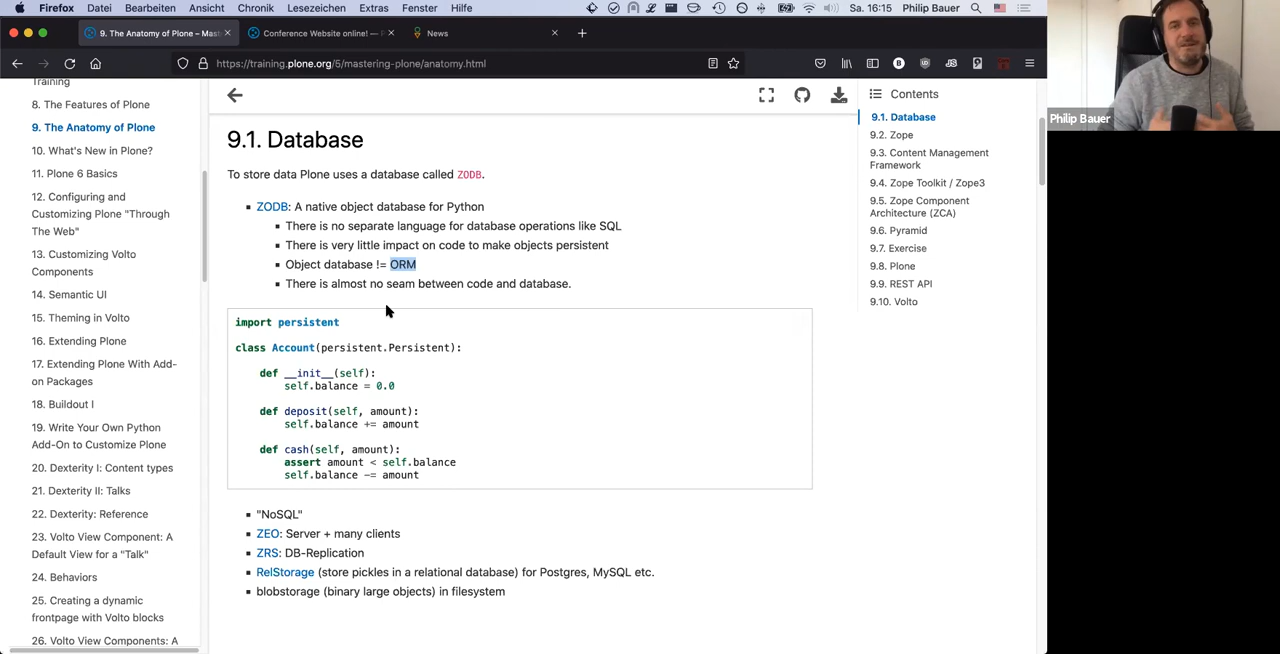 Firefox Datei Bearbeiten Ansicht Chronik Lesezeichen Extras Fenster Hilfe Sa. 16:15 Philip Bauer
9. The Anatomy of Plone – Mast
Conference Website online! — P
News
https://training.plone.org/5/mastering-plone/anatomy.html
Training
8. The Features of Plone
9. The Anatomy of Plone
10. What's New in Plone?
11. Plone 6 Basics
12. Configuring and
Customizing Plone "Through
The Web"
13. Customizing Volto
Components
14. Semantic UI
15. Theming in Volto
16. Extending Plone
17. Extending Plone With Add-
on Packages
18. Buildout I
19. Write Your Own Python
Add-On to Customize Plone
20. Dexterity I: Content types
21. Dexterity II: Talks
22. Dexterity: Reference
23. Volto View Component: A
Default View for a "Talk"
24. Behaviors
25. Creating a dynamic
frontpage with Volto blocks
26. Volto View Components: A
9.1. Database
To store data Plone uses a database called ZODB.
ZODB: A native object database for Python
There is no separate language for database operations like SQL
There is very little impact on code to make objects persistent
Object database != ORM
There is almost no seam between code and database.
import persistent
class Account(persistent.Persistent):
def __init__(self):
self.balance = 0.0
def deposit(self, amount):
self.balance += amount
def cash(self, amount):
assert amount < self.balance
self.balance -= amount
"NoSQL"
ZEO: Server + many clients
ZRS: DB-Replication
RelStorage (store pickles in a relational database) for Postgres, MySQL etc.
blobstorage (binary large objects) in filesystem
Contents
9.1. Database
9.2. Zope
9.3. Content Management
Framework
9.4. Zope Toolkit / Zope3
9.5. Zope Component
Architecture (ZCA)
9.6. Pyramid
9.7. Exercise
9.8. Plone
9.9. REST API
9.10. Volto
Philip Bauer